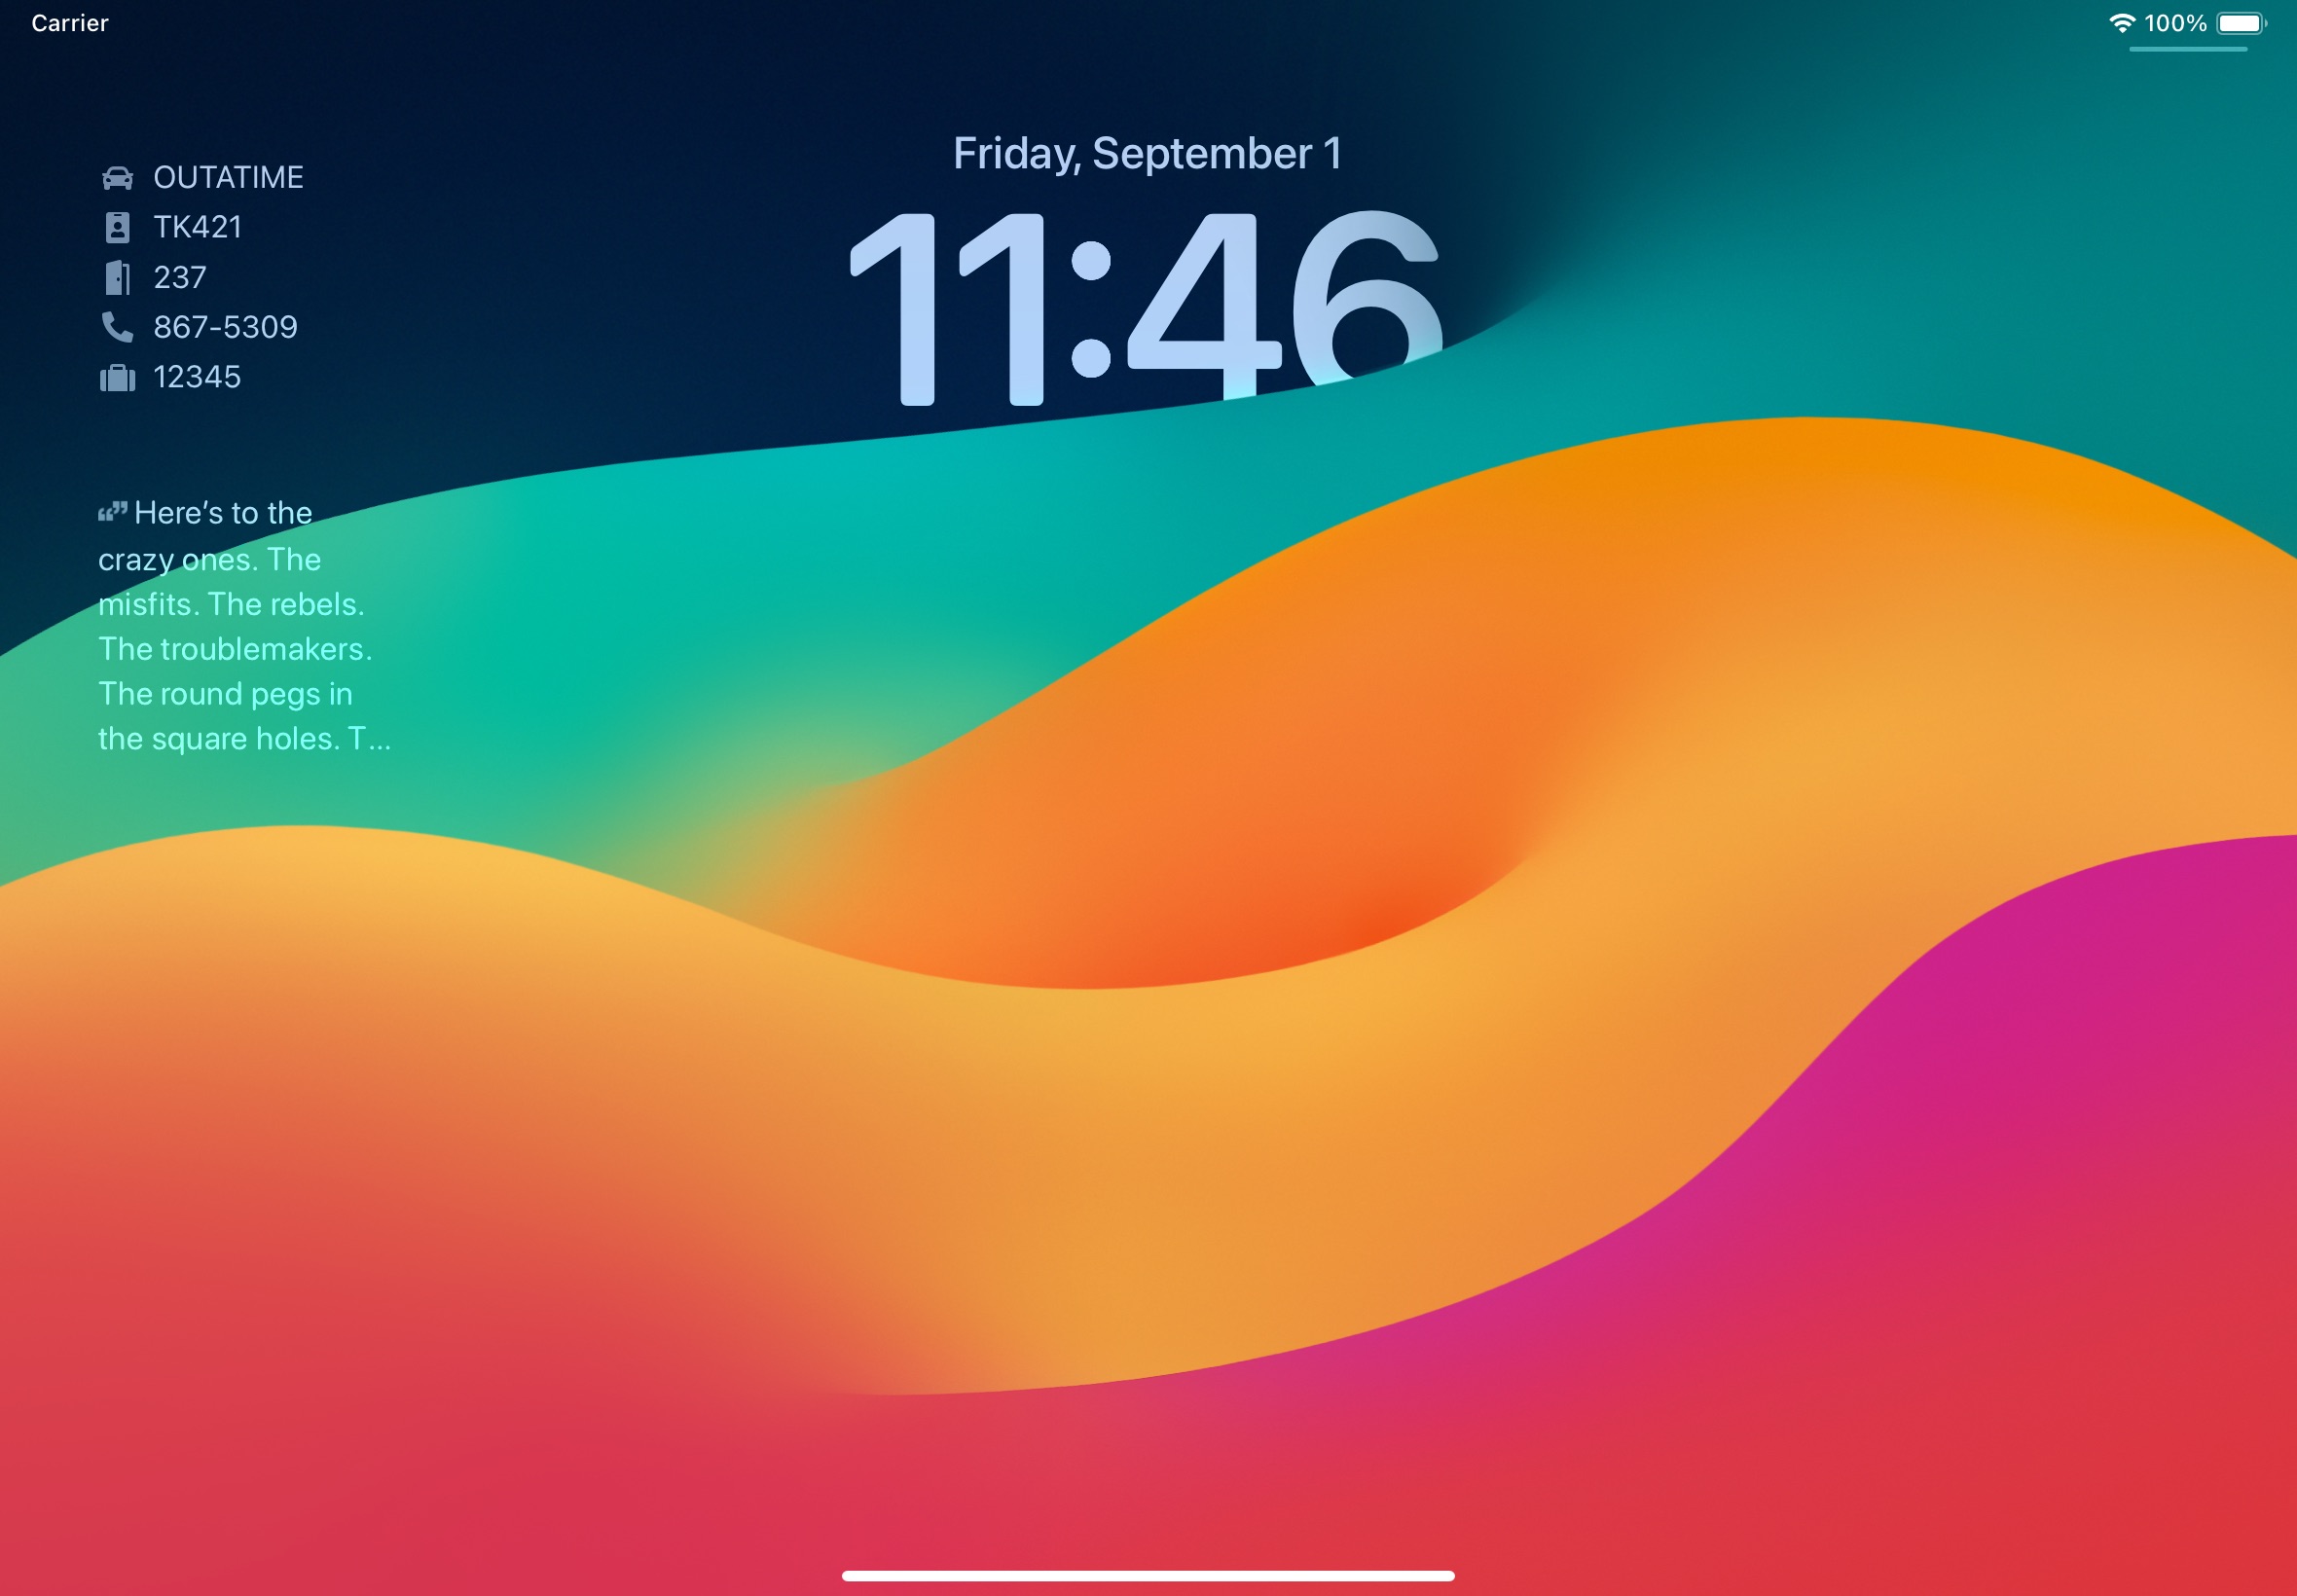 Carrier
100%
Friday, September 1
11:46
OUTATIME
TK421
237
867-5309
12345
❝❞ Here’s to the
crazy ones. The
misfits. The rebels.
The troublemakers.
The round pegs in
the square holes. T…